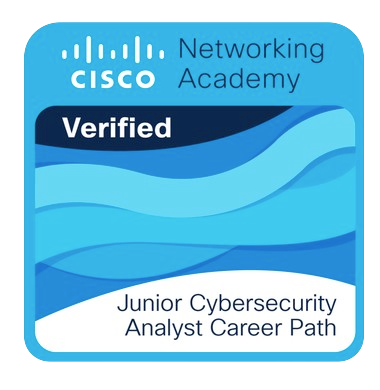 Networking
CISCO Academy
Verified
Junior Cybersecurity
Analyst Career Path